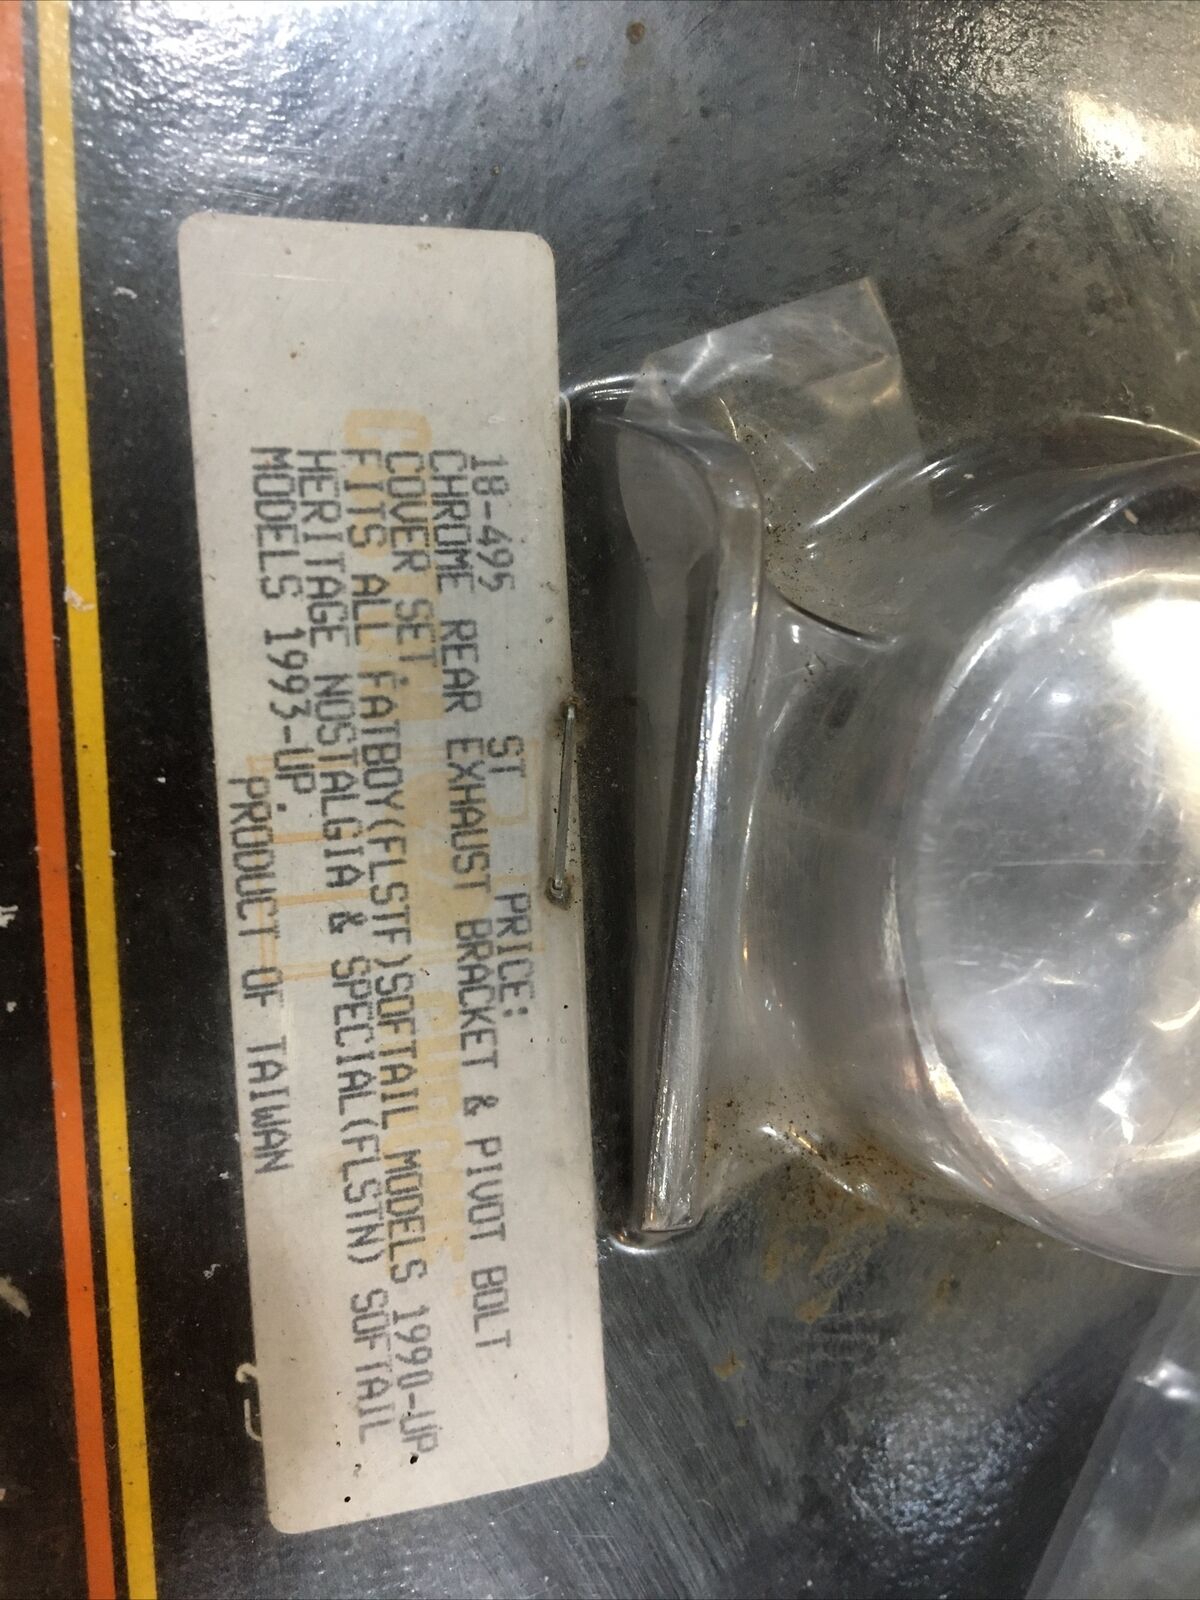 18-495 ST PRICE:
CHROME REAR EXHAUST BRACKET & PIVOT BOLT
COVER SET.
FITS ALL FATBOY(FLSTF)SOFTAIL MODELS 1990-UP
HERITAGE NOSTALGIA & SPECIAL(FLSTN) SOFTAIL
MODELS 1993-UP.
PRODUCT OF TAIWAN